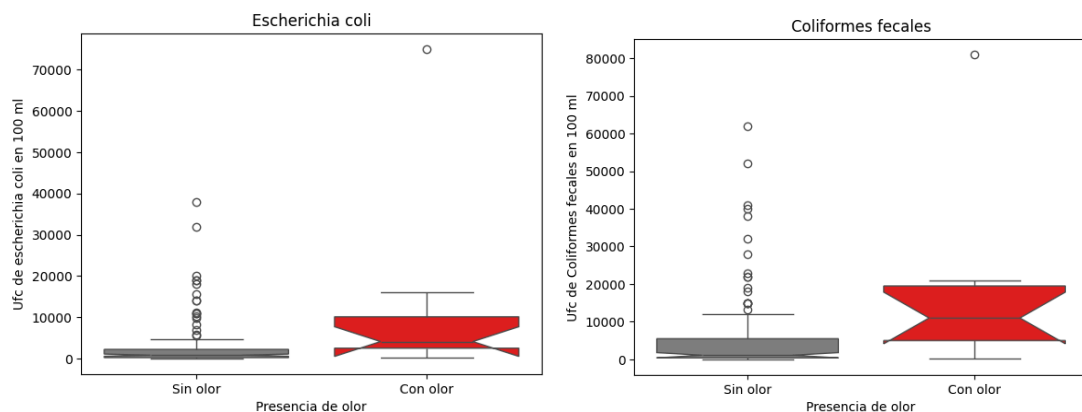 Escherichia coli
Ufc de escherichia coli en 100 ml
70000
60000
50000
40000
30000
20000
10000
0
Sin olor
Con olor
Presencia de olor
Coliformes fecales
Ufc de Coliformes fecales en 100 ml
80000
70000
60000
50000
40000
30000
20000
10000
0
Sin olor
Con olor
Presencia de olor